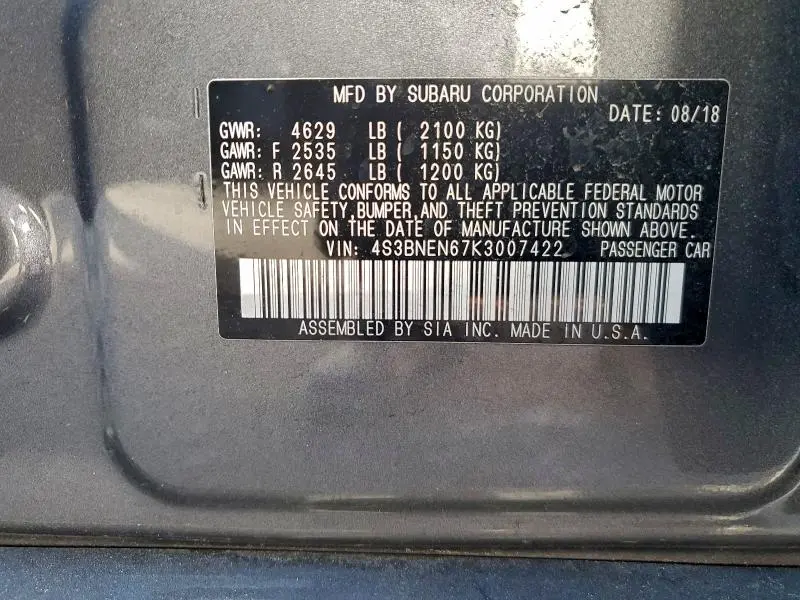 MFD BY SUBARU CORPORATION
DATE: 08/18
GVWR: 4629 LB ( 2100 KG)
GAWR: F 2535 LB ( 1150 KG)
GAWR: R 2645 LB ( 1200 KG)
THIS VEHICLE CONFORMS TO ALL APPLICABLE FEDERAL MOTOR
VEHICLE SAFETY,BUMPER,AND THEFT PREVENTION STANDARDS
IN EFFECT ON THE DATE OF MANUFACTURE SHOWN ABOVE.
VIN: 4S3BNEN67K3007422 PASSENGER CAR
ASSEMBLED BY SIA INC. MADE IN U.S.A.